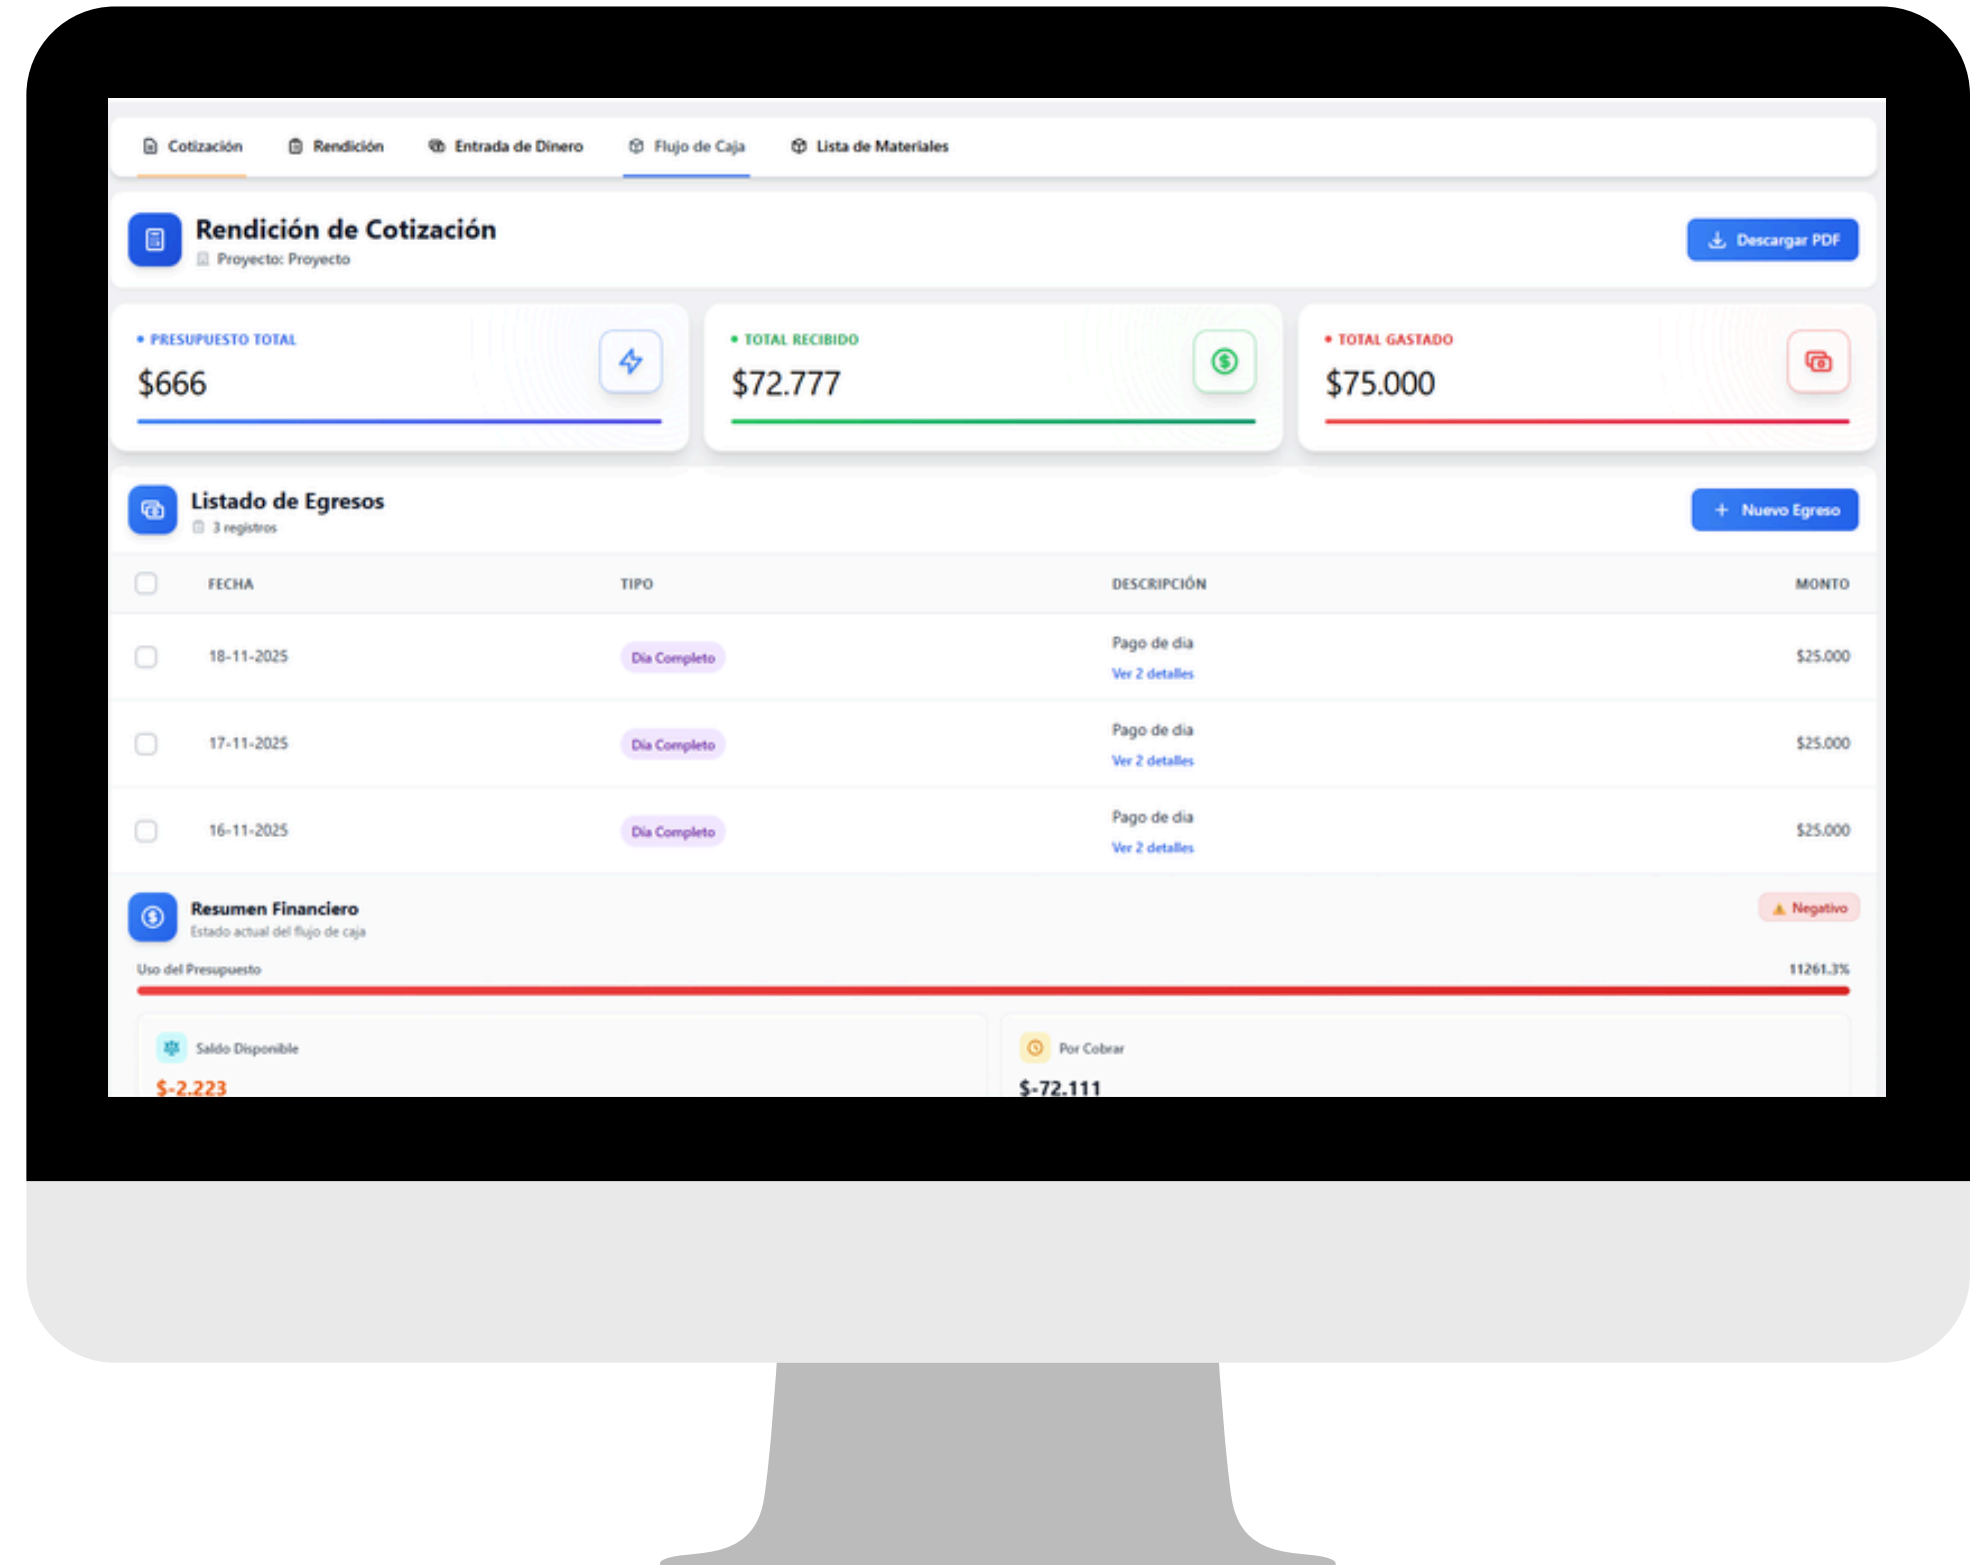 Cotización Rendición Entrada de Dinero Flujo de Caja Lista de Materiales
Rendición de Cotización
Proyecto: Proyecto
Descargar PDF
• PRESUPUESTO TOTAL
$666
• TOTAL RECIBIDO
$72.777
• TOTAL GASTADO
$75.000
Listado de Egresos
3 registros
+ Nuevo Egreso
FECHA TIPO DESCRIPCIÓN MONTO
18-11-2025 Día Completo Pago de dia $25.000
Ver 2 detalles
17-11-2025 Día Completo Pago de dia $25.000
Ver 2 detalles
16-11-2025 Día Completo Pago de dia $25.000
Ver 2 detalles
Resumen Financiero
Estado actual del flujo de caja
Negativo
Uso del Presupuesto 11261.3%
Saldo Disponible
$-2.223
Por Cobrar
$-72.111